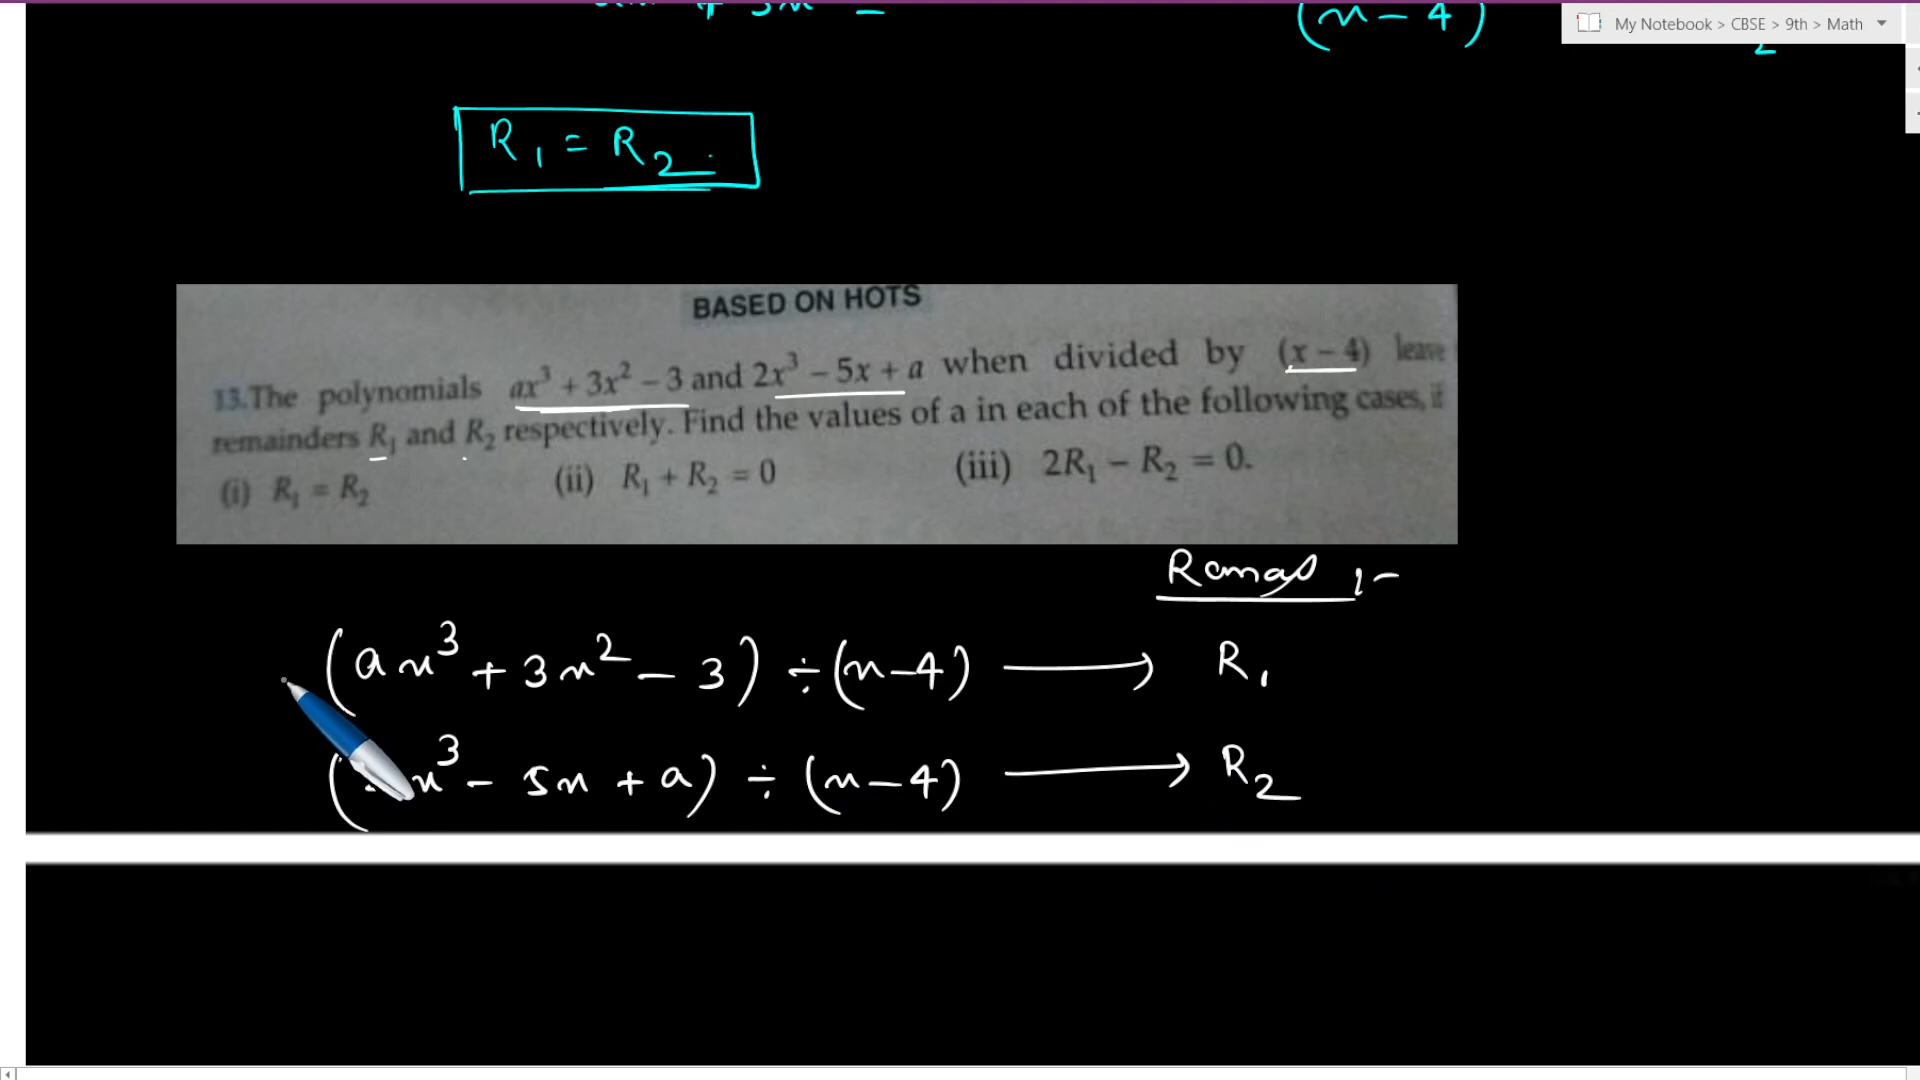 (x - 4)
My Notebook > CBSE > 9th > Math
2
R₁ = R₂
BASED ON HOTS
13.The polynomials ax³ + 3x² - 3 and 2x³ - 5x + a when divided by (x - 4) leave
remainders R₁ and R₂ respectively. Find the values of a in each of the following cases, if
(i) R₁ = R₂ (ii) R₁ + R₂ = 0 (iii) 2R₁ - R₂ = 0.
(ax³ + 3x² - 3) ÷ (x-4) ⟶ R₁
x³ - 5x + a) ÷ (x-4) ⟶ R₂